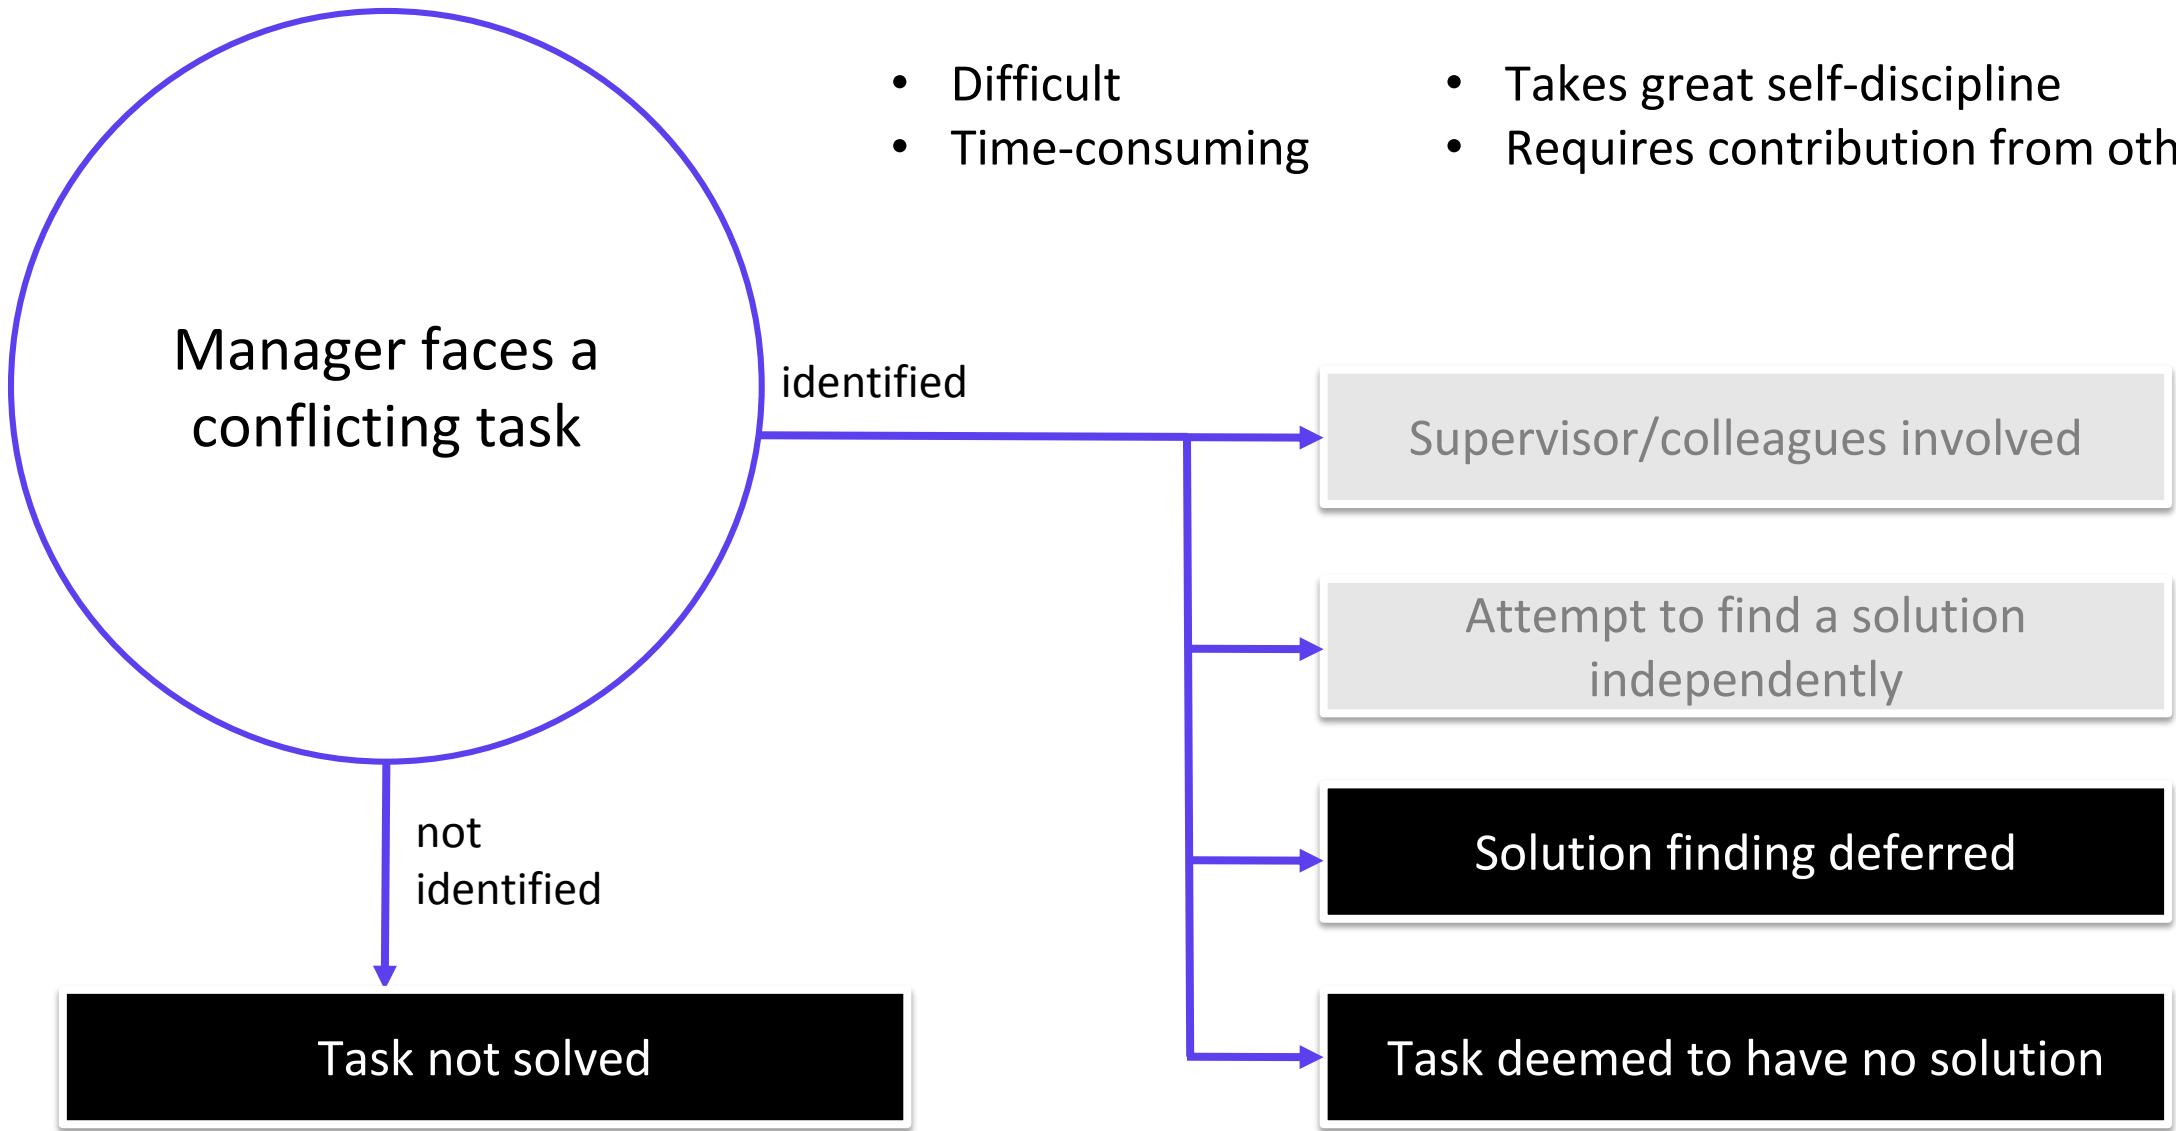 • Difficult
• Time-consuming
• Takes great self-discipline
• Requires contribution from
Manager faces a
conflicting task
identified
Supervisor/colleagues involved
Attempt to find a solution
independently
Solution finding deferred
not
identified
Task not solved
Task deemed to have no solution